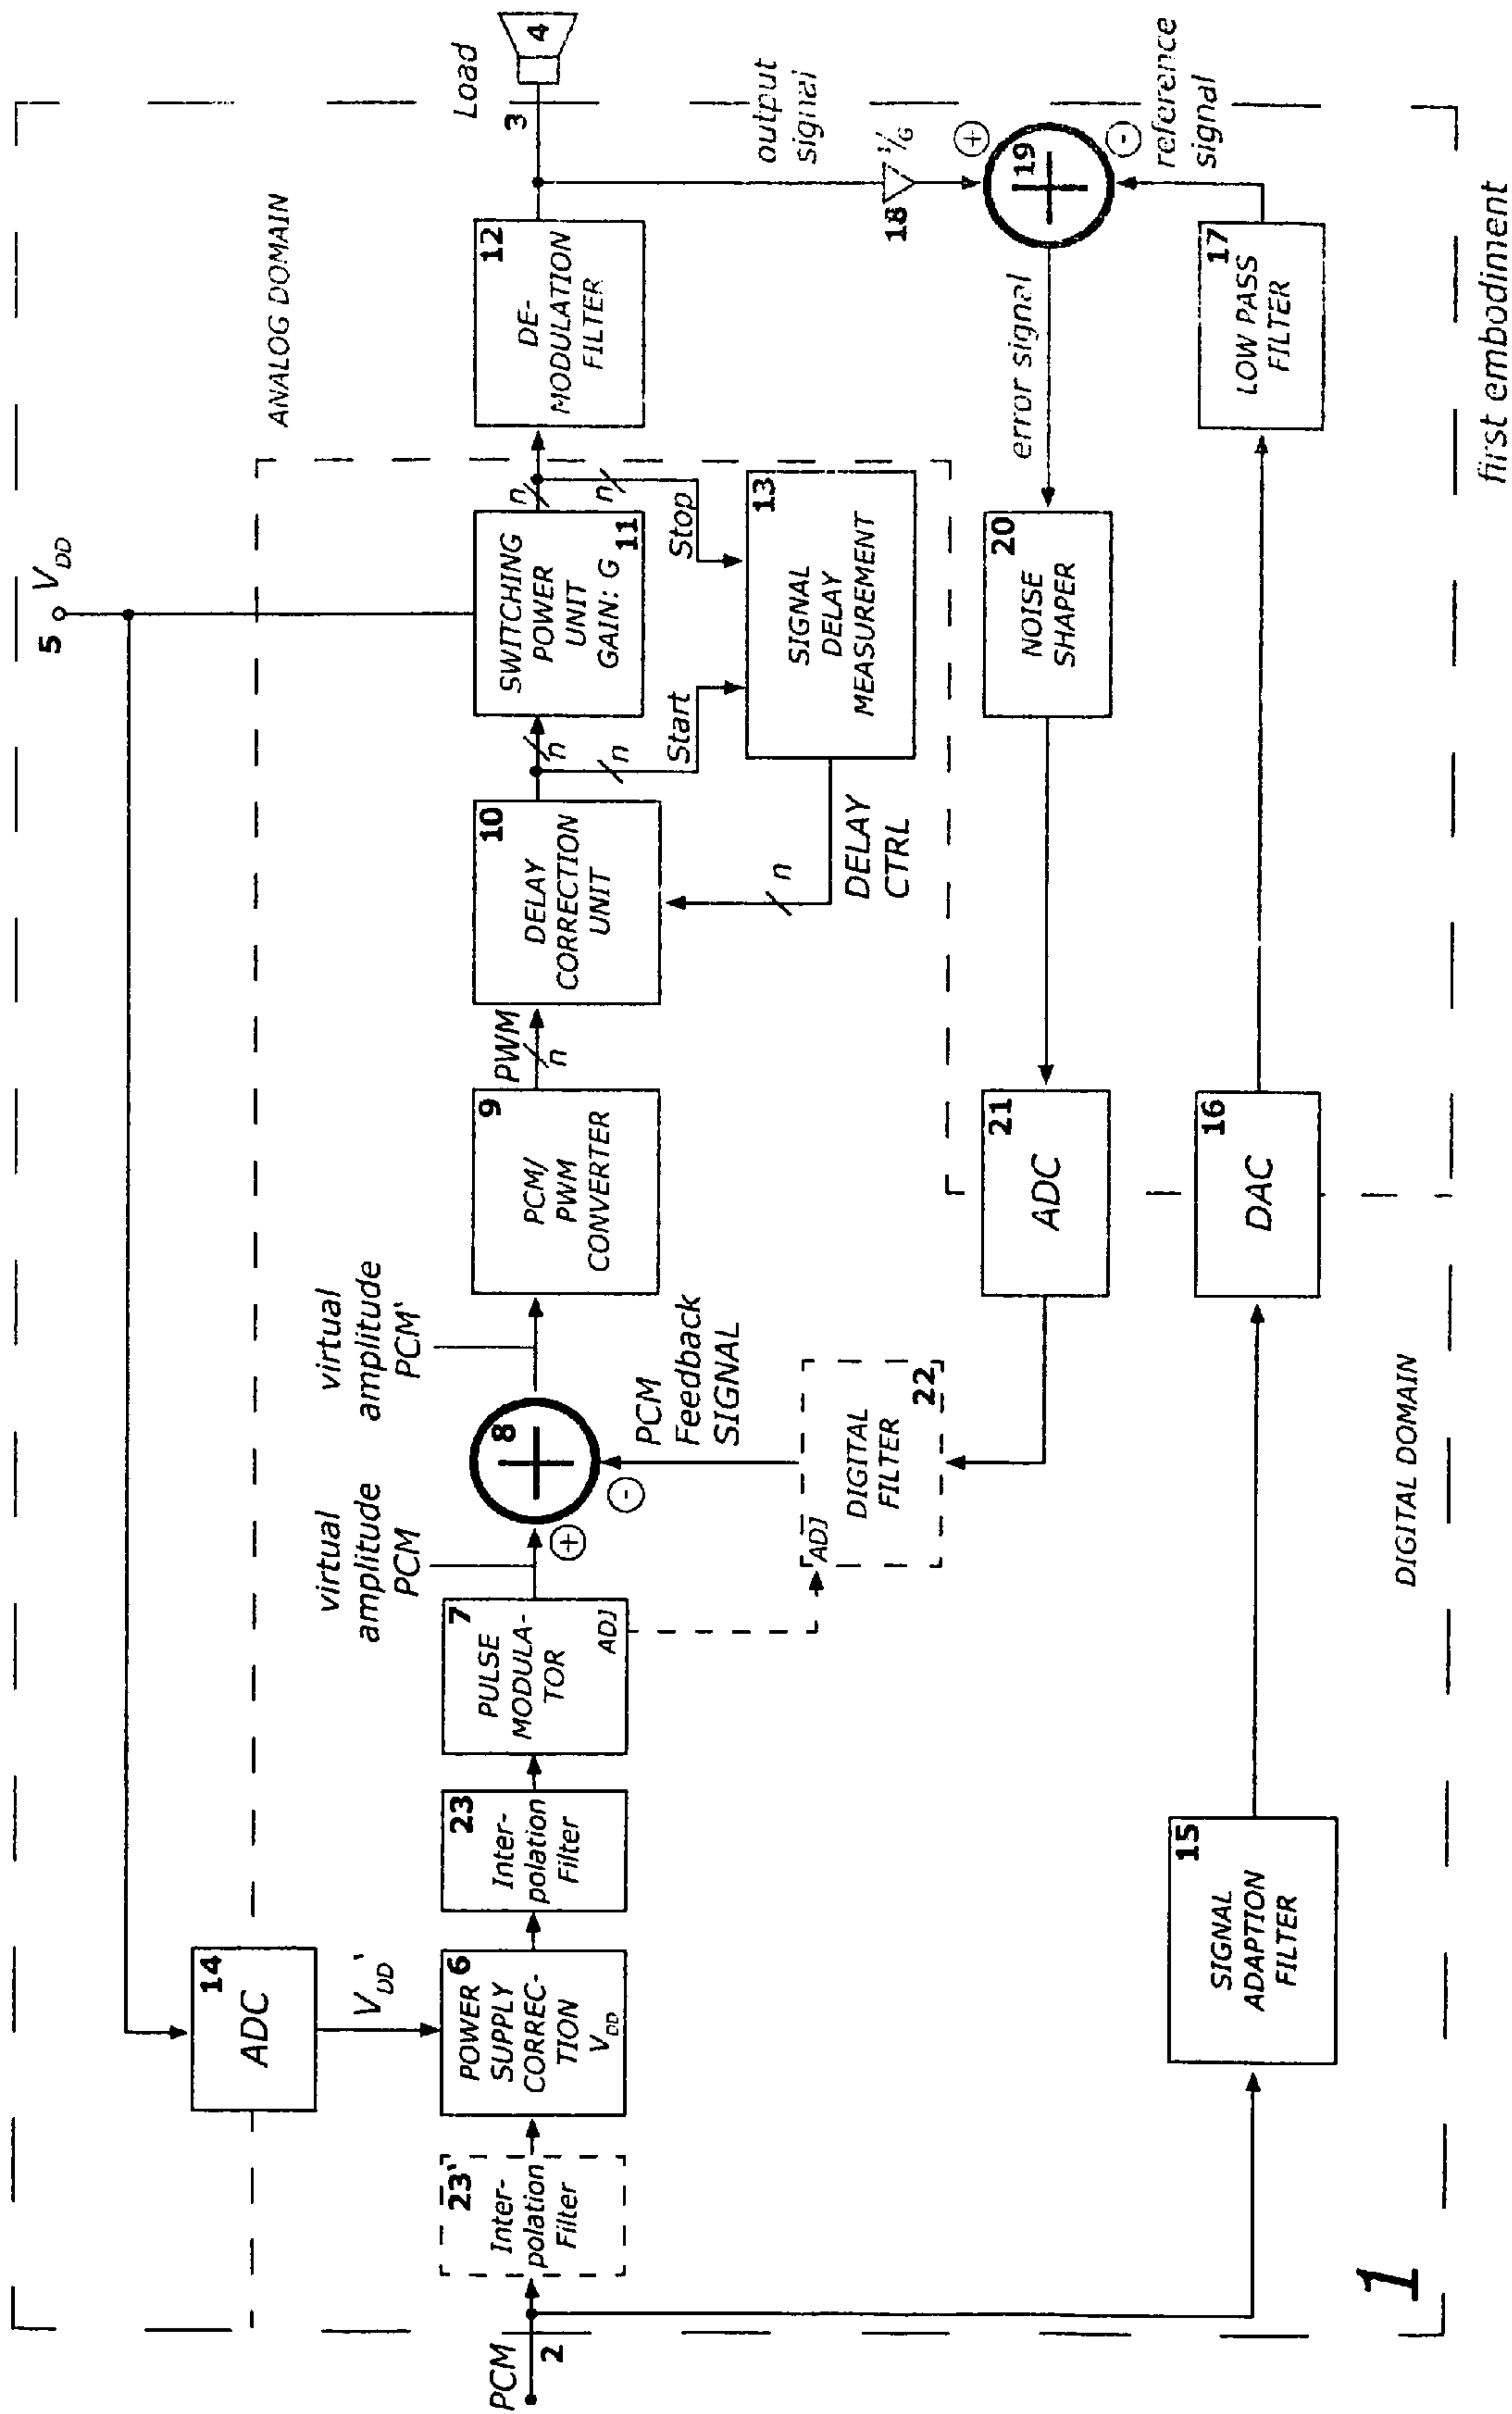 V_DD
5
ANALOG DOMAIN
14
ADC
V_DD‵
PCM
2
23‵
Inter-
polation
Filter
6
POWER
SUPPLY
CORREC-
TION
V_DD
23
Inter-
polation
Filter
7
PULSE
MODULA-
TOR
ADJ
virtual
amplitude
PCM
+
8
-
virtual
amplitude
PCM‵
9
PCM/
PWM
CONVERTER
PWM
n
10
DELAY
CORRECTION
UNIT
n
n
Start
SWITCHING
POWER
UNIT
GAIN: G
11
n
n
Stop
12
DE-
MODULATION
FILTER
3
Load
4
13
SIGNAL
DELAY
MEASUREMENT
n
DELAY
CTRL
PCM
Feedback
SIGNAL
ADJ
DIGITAL
FILTER
22
output
signal
18
1/G
+
19
-
reference
signal
error signal
20
NOISE
SHAPER
21
ADC
15
SIGNAL
ADAPTION
FILTER
16
DAC
17
LOW PASS
FILTER
DIGITAL DOMAIN
1
first embodiment